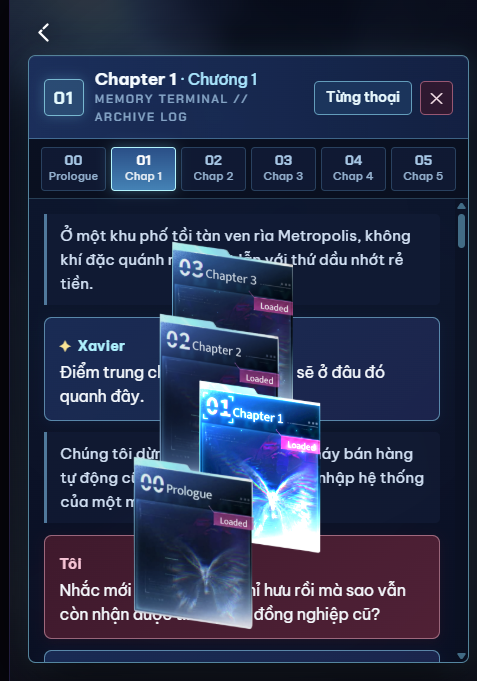 01
Chapter 1 · Chương 1
MEMORY TERMINAL //
ARCHIVE LOG
Từng thoại
00
Prologue
01
Chap 1
02
Chap 2
03
Chap 3
04
Chap 4
05
Chap 5
Ở một khu phố tồi tàn ven rìa Metropolis, không
khí đặc quánh với thứ dầu nhớt rẻ
tiền.
03 Chapter 3
Loaded
02 Chapter 2
Loaded
Xavier
Điểm trung sẽ ở đâu đó
quanh đây.
01 Chapter 1
Loaded
Chúng tôi bán hàng
tự động nhập hệ thống
của một
00 Prologue
Loaded
Tôi
Nhắc mới hưu rồi mà sao vẫn
còn nhận đồng nghiệp cũ?